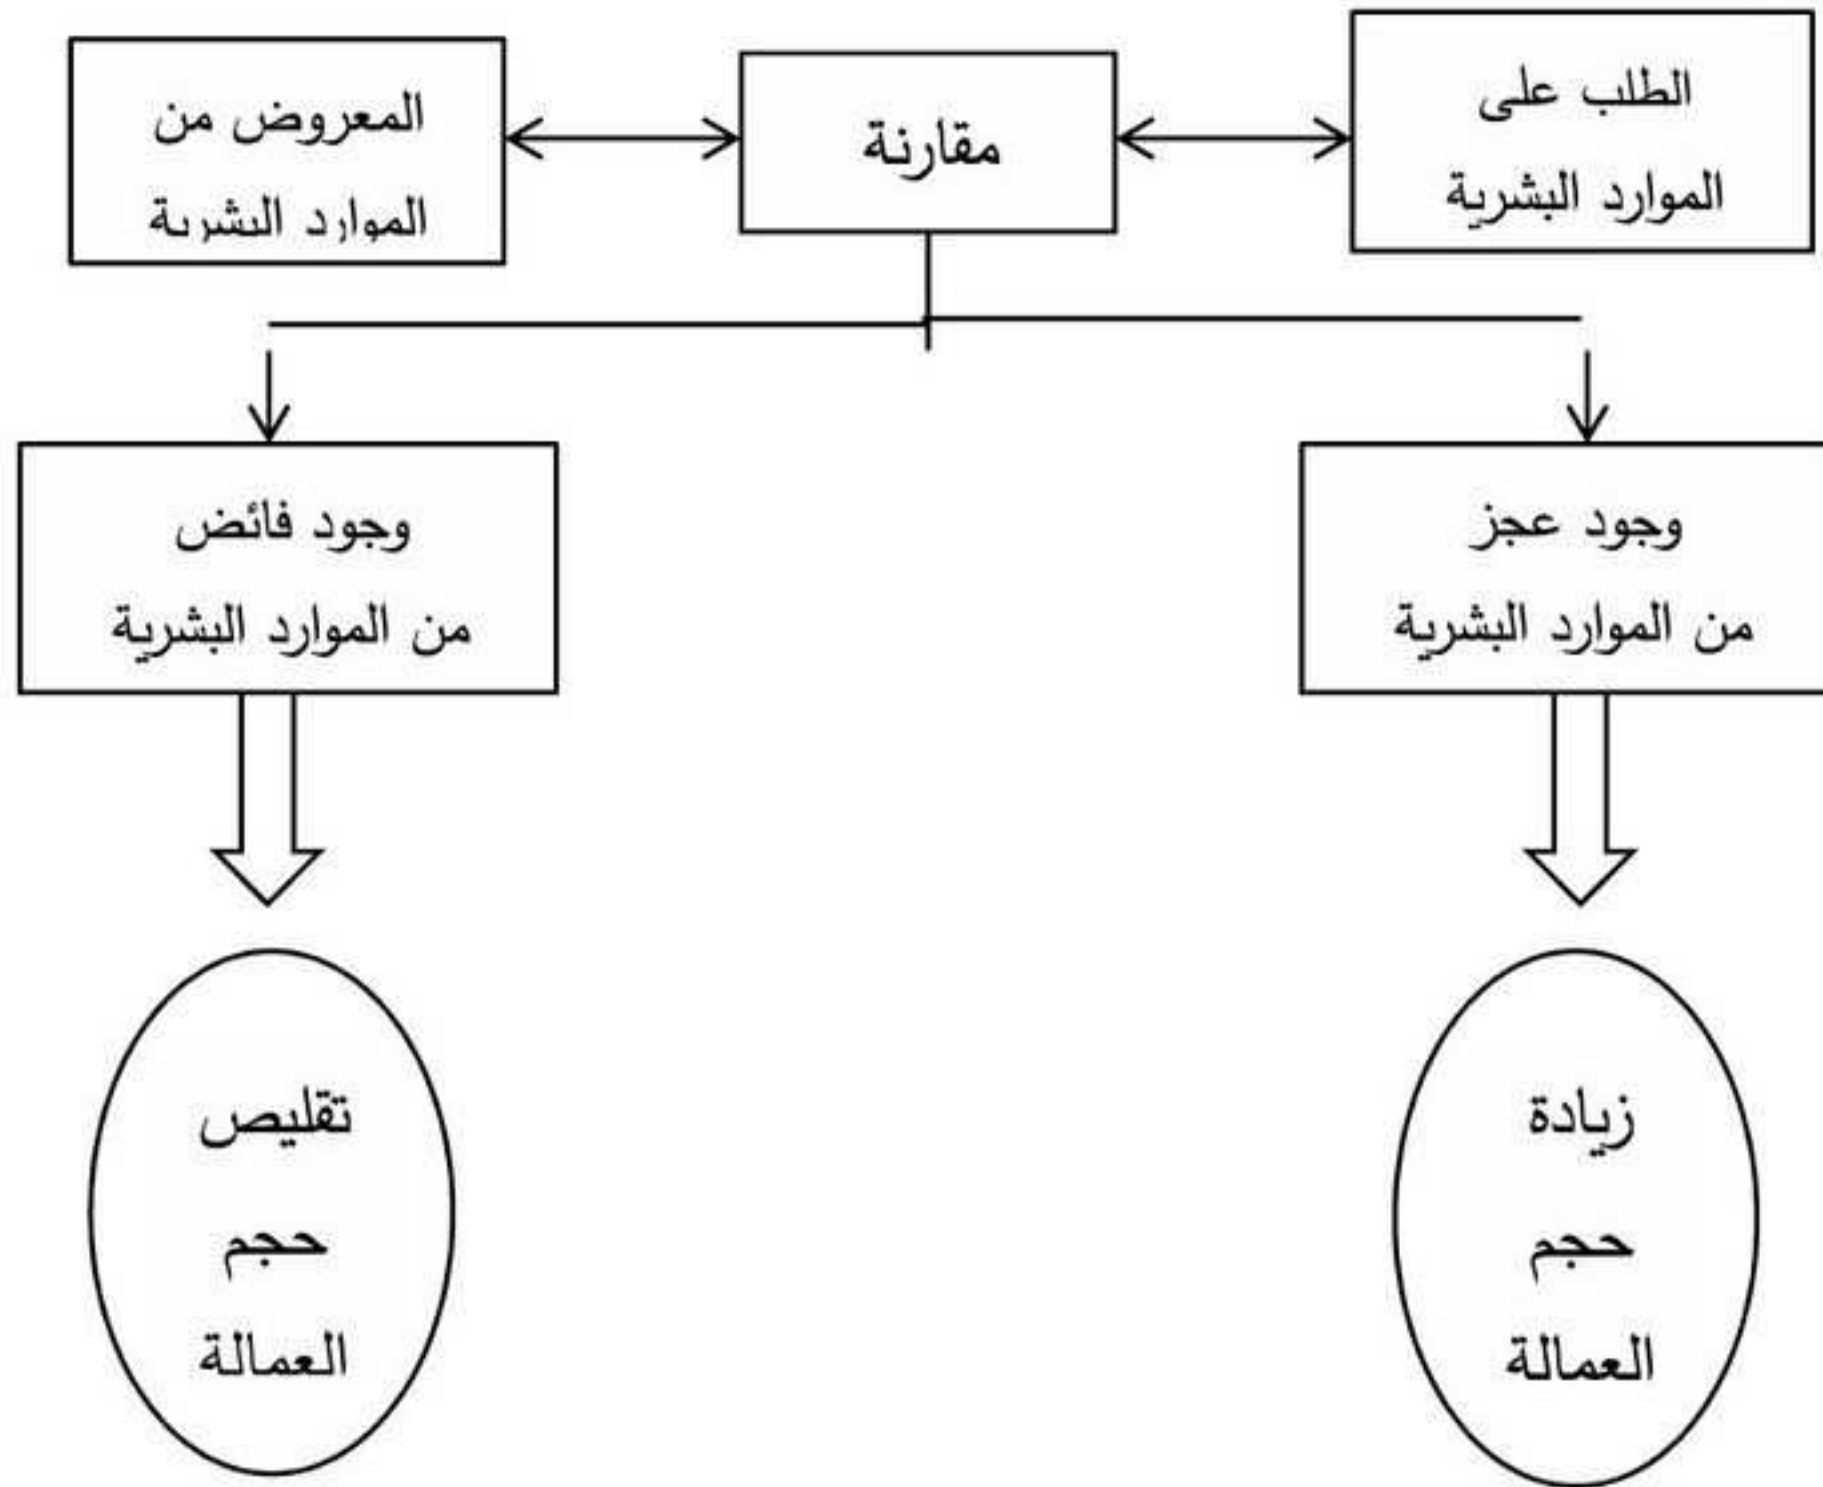 الطلب على
الموارد البشرية
مقارنة
المعروض من
الموارد البشرية
وجود عجز
من الموارد البشرية
وجود فائض
من الموارد البشرية
زيادة
حجم
العمالة
تقليص
حجم
العمالة